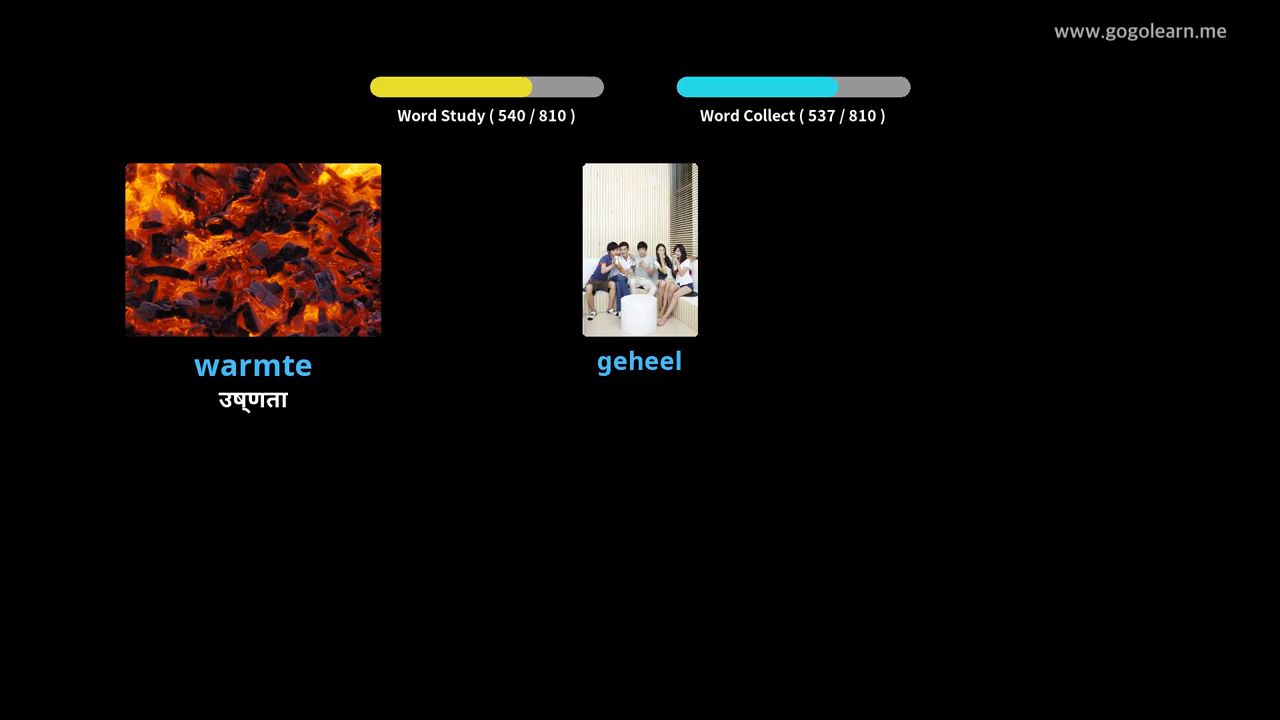 www.gogolearn.me
Word Study ( 540 / 810 )
Word Collect ( 537 / 810 )
warmte
उष्णता
geheel